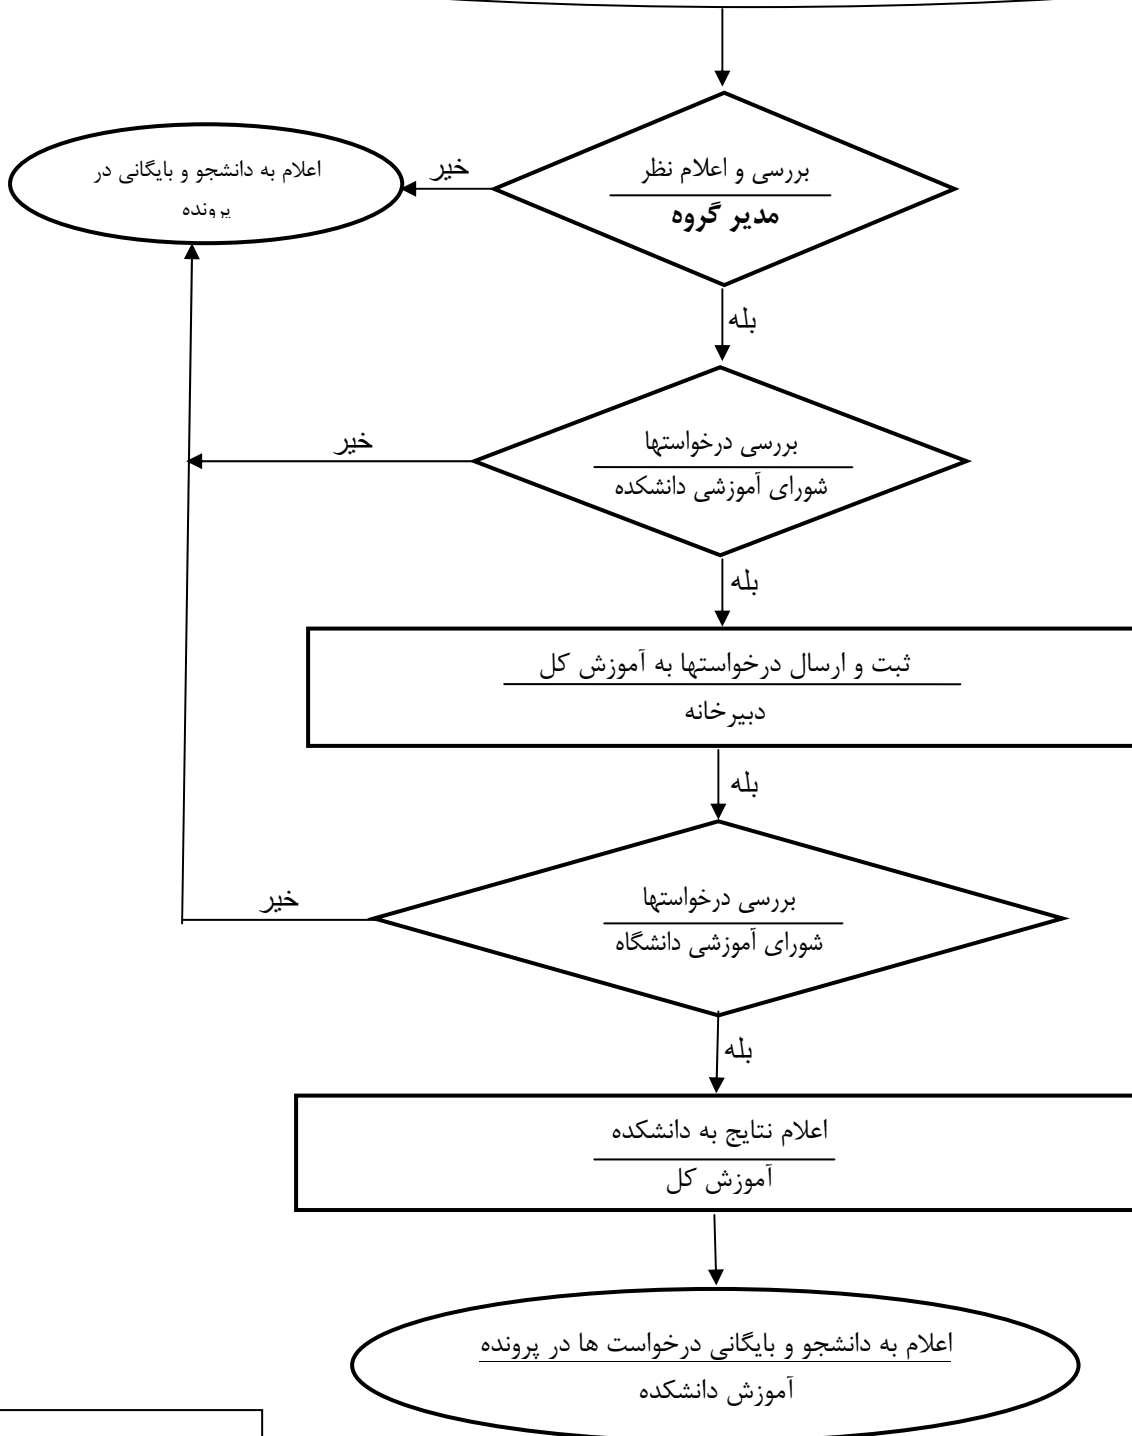 بررسی و اعلام نظر
مدیر گروه
خیر
اعلام به دانشجو و بایگانی در
پرونده
بله
بررسی درخواستها
شورای آموزشی دانشکده
خیر
بله
ثبت و ارسال درخواستها به آموزش کل
دبیرخانه
بله
بررسی درخواستها
شورای آموزشی دانشگاه
خیر
بله
اعلام نتایج به دانشکده
آموزش کل
اعلام به دانشجو و بایگانی درخواست ها در پرونده
آموزش دانشکده